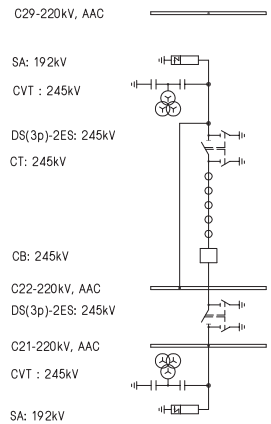 C29-220kV, AAC
SA: 192kV
CVT : 245kV
DS(3p)-2ES: 245kV
CT: 245kV
CB: 245kV
C22-220kV, AAC
DS(3p)-2ES: 245kV
C21-220kV, AAC
CVT : 245kV
SA: 192kV